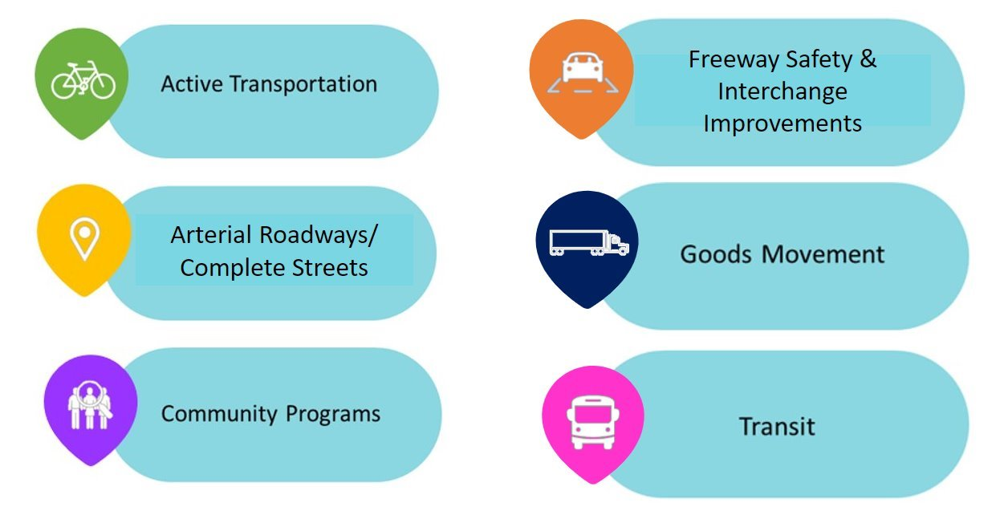 Active Transportation
Arterial Roadways/
Complete Streets
Community Programs
Freeway Safety &
Interchange
Improvements
Goods Movement
Transit